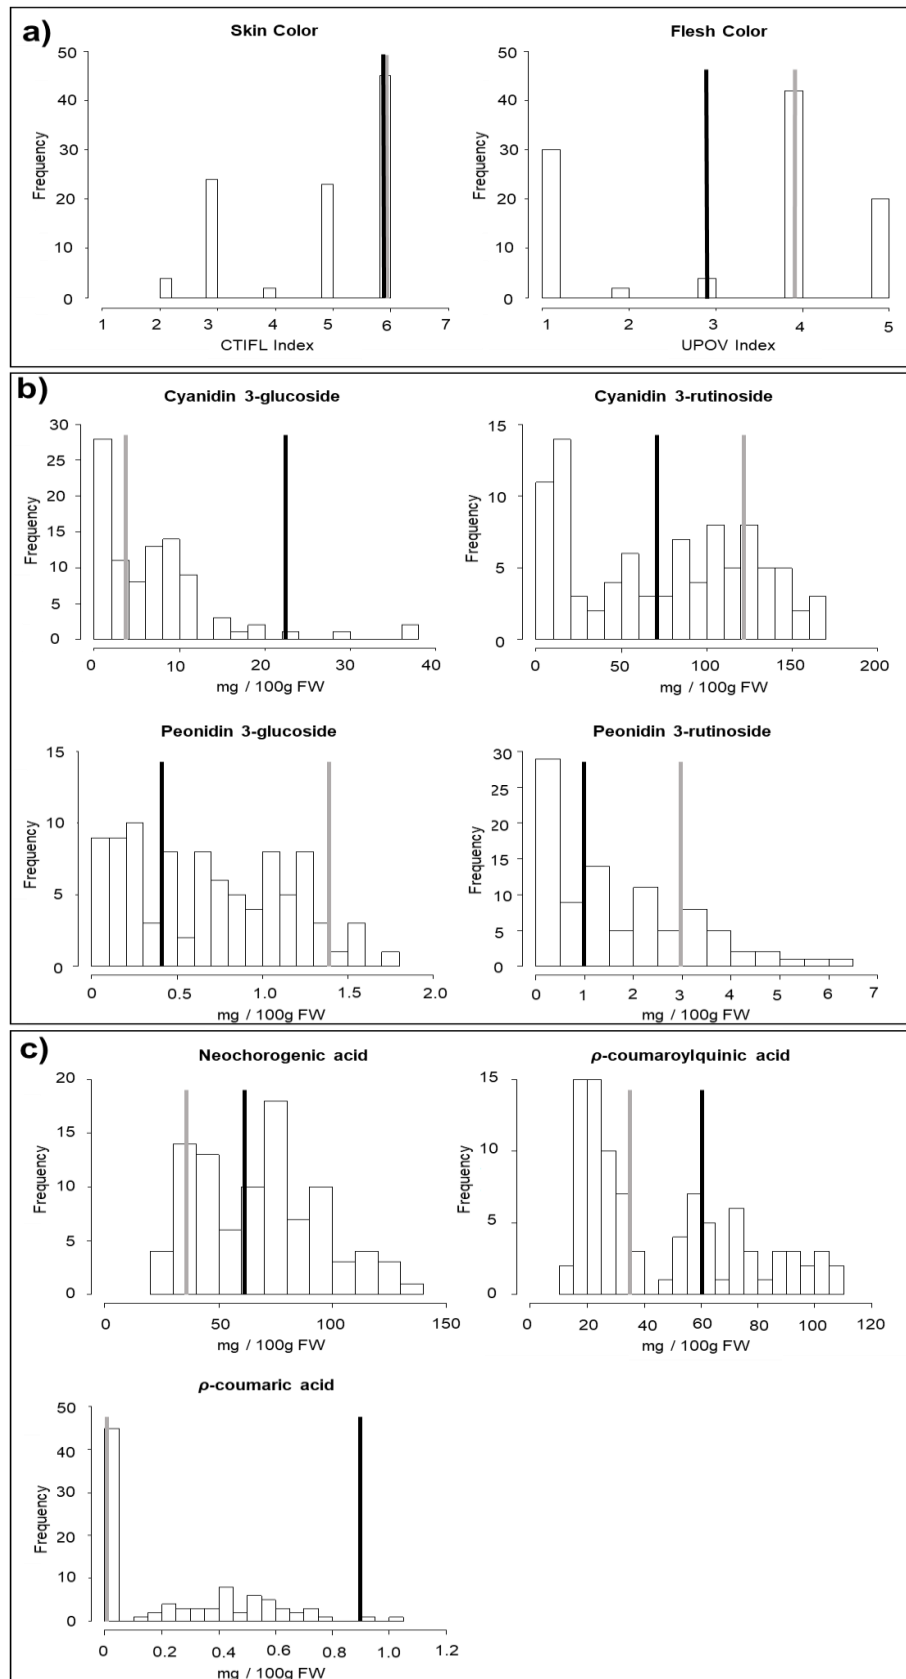 a)
Skin Color
Frequency
50
40
30
20
10
0
1 2 3 4 5 6 7
CTIFL Index
Flesh Color
Frequency
50
40
30
20
10
0
1 2 3 4 5
UPOV Index
b)
Cyanidin 3-glucoside
Frequency
30
25
20
15
10
5
0
0 10 20 30 40
mg / 100g FW
Cyanidin 3-rutinoside
Frequency
15
10
5
0
0 50 100 150 200
mg / 100g FW
Peonidin 3-glucoside
Frequency
15
10
5
0
0 0.5 1.0 1.5 2.0
mg / 100g FW
Peonidin 3-rutinoside
Frequency
30
25
20
15
10
5
0
0 1 2 3 4 5 6 7
mg / 100g FW
c)
Neochorogenic acid
Frequency
20
15
10
5
0
0 50 100 150
mg / 100g FW
ρ-coumaroylquinic acid
Frequency
15
10
5
0
0 20 40 60 80 100 120
mg / 100g FW
ρ-coumaric acid
Frequency
50
40
30
20
10
0
0 0.2 0.4 0.6 0.8 1.0 1.2
mg / 100g FW